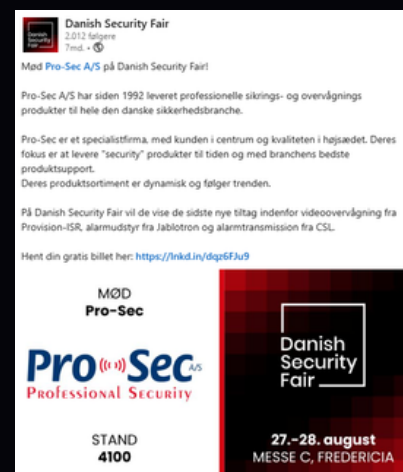 Danish Security Fair
Danish Security Fair
2.012 følgere
7md. •
Mød Pro-Sec A/S på Danish Security Fair!
Pro-Sec A/S har siden 1992 leveret professionelle sikrings- og overvågnings
produkter til hele den danske sikkerhedsbranche.
Pro-Sec er et specialistfirma, med kunden i centrum og kvaliteten i højsædet. Deres
fokus er at levere "security" produkter til tiden og med branchens bedste
produktsupport.
Deres produktsortiment er dynamisk og følger trenden.
På Danish Security Fair vil de vise de sidste nye tiltag indenfor videoovervågning fra
Provision-ISR, alarmudstyr fra Jablotron og alarmtransmission fra CSL.
Hent din gratis billet her: https://lnkd.in/dqz6FJu9
MØD
Pro-Sec
Pro Sec A/S
Professional Security
STAND
4100
Danish
Security
Fair
27.-28. august
MESSE C, FREDERICIA